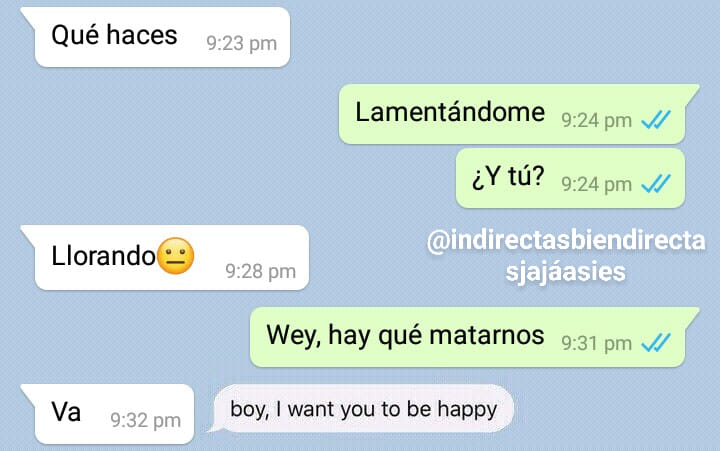 Qué haces 9:23 pm
Lamentándome 9:24 pm
¿Y tú? 9:24 pm
@indirectasbiendirecta
sjajáasies
Llorando😐 9:28 pm
Wey, hay qué matarnos 9:31 pm
Va 9:32 pm
boy, I want you to be happy